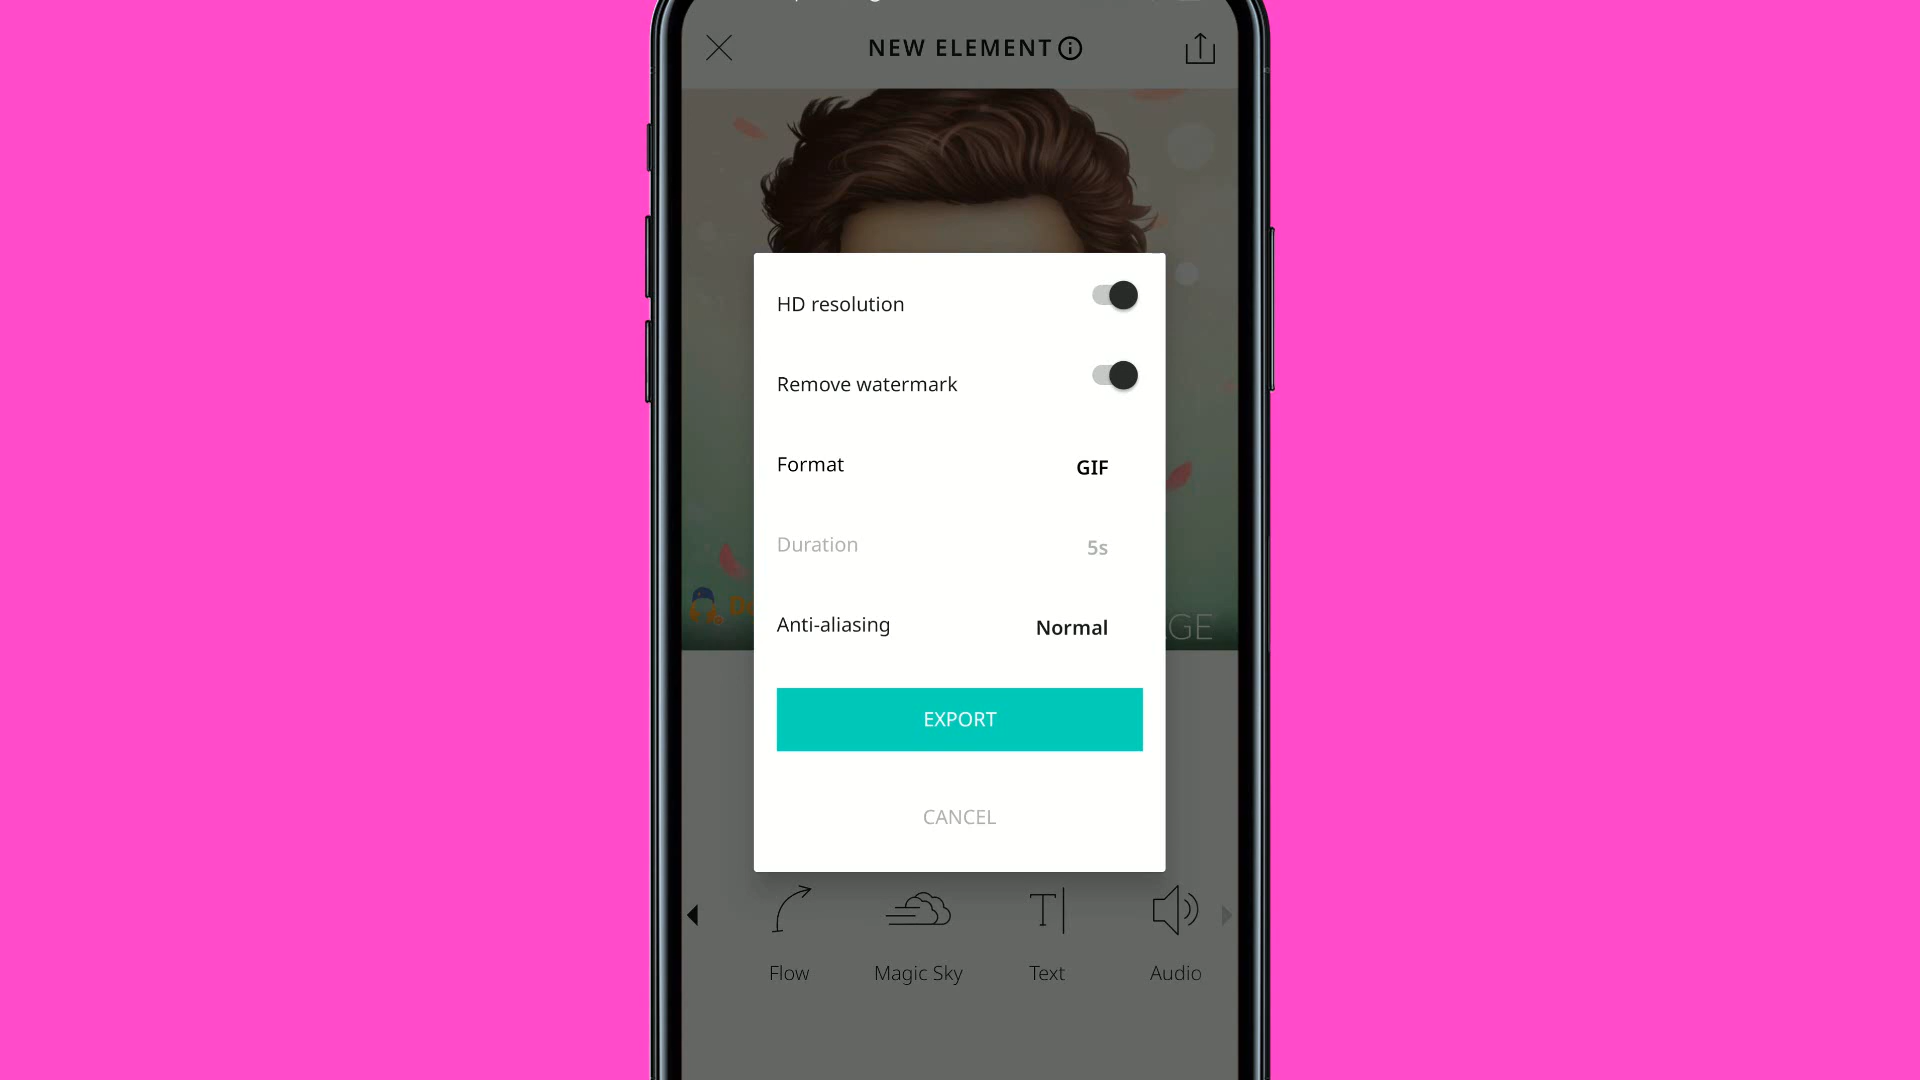 NEW ELEMENT
HD resolution
Remove watermark
Format GIF
Duration 5s
Anti-aliasing Normal
EXPORT
CANCEL
Flow Magic Sky Text Audio